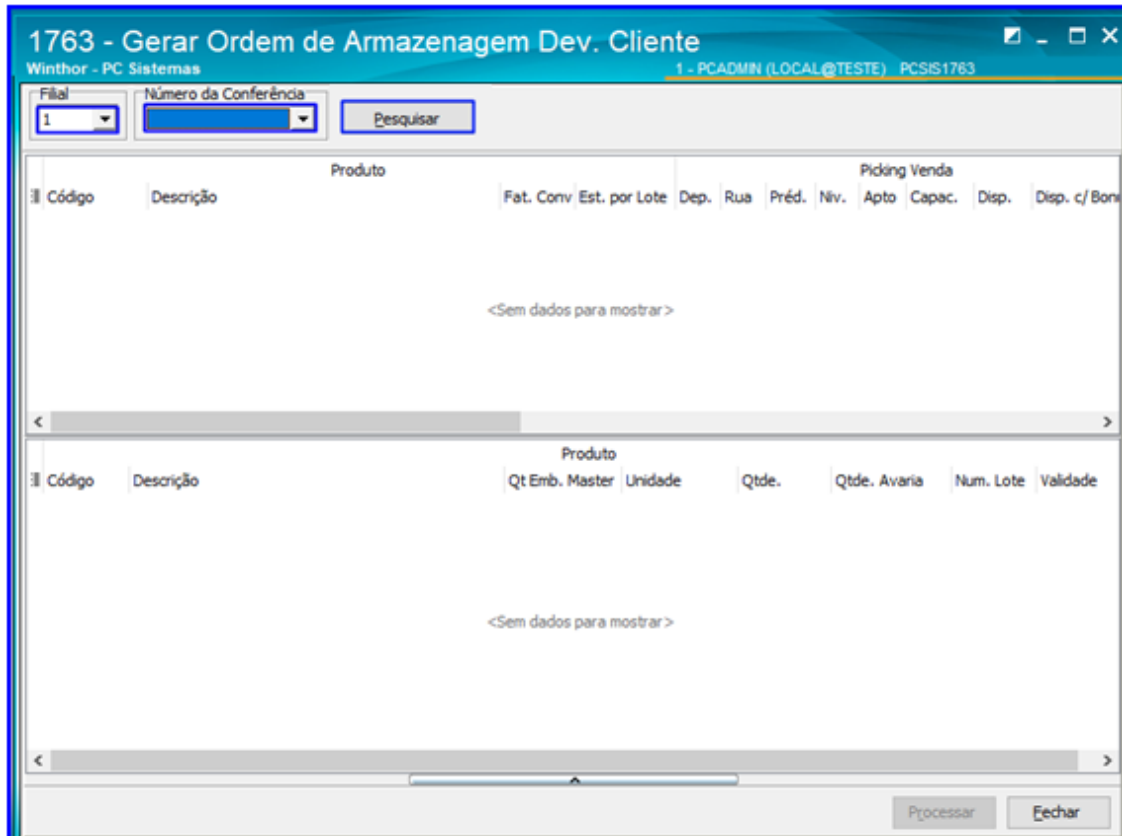 1763 - Gerar Ordem de Armazenagem Dev. Cliente
Winthor - PC Sistemas 1 - PCADMIN (LOCAL@TESTE) PCSIS1763
Filial Número da Conferência
1 Pesquisar
Produto Picking Venda
Código Descrição Fat. Conv Est. por Lote Dep. Rua Préd. Niv. Apto Capac. Disp. Disp. c/ Bon
<Sem dados para mostrar>
Produto
Código Descrição Qt Emb. Master Unidade Qtde. Qtde. Avaria Num. Lote Validade
<Sem dados para mostrar>
Processar Fechar